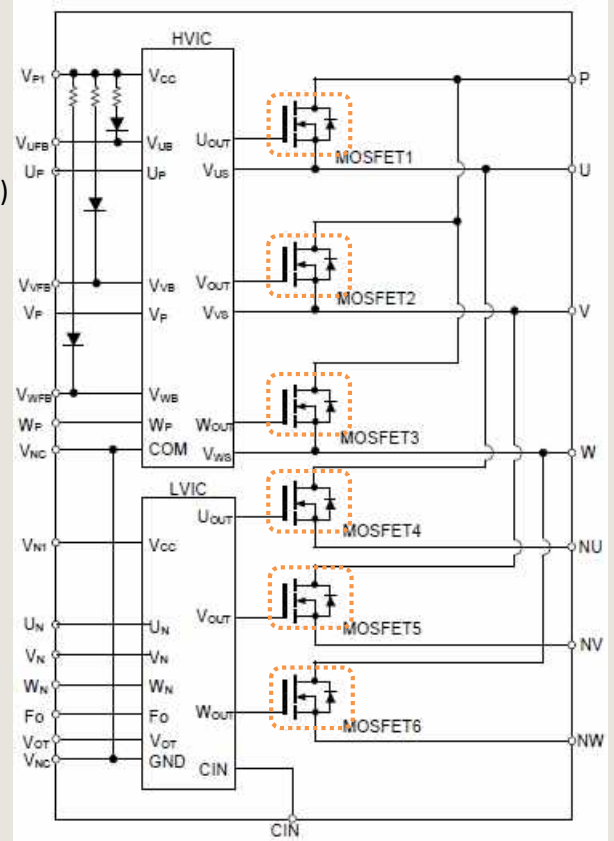 HVIC
VP1
VCC
P
VUFB
VUB
UOUT
MOSFET1
UP
UP
VUS
U
)
VVFB
VVB
VOUT
MOSFET2
VP
VP
VVS
V
VWFB
VWB
WP
WP
WOUT
MOSFET3
VNC
COM
VWS
W
LVIC
UOUT
MOSFET4
VN1
VCC
NU
UN
UN
VOUT
MOSFET5
VN
VN
NV
WN
WN
FO
FO
WOUT
MOSFET6
VOT
VOT
NW
VNC
GND
CIN
CIN